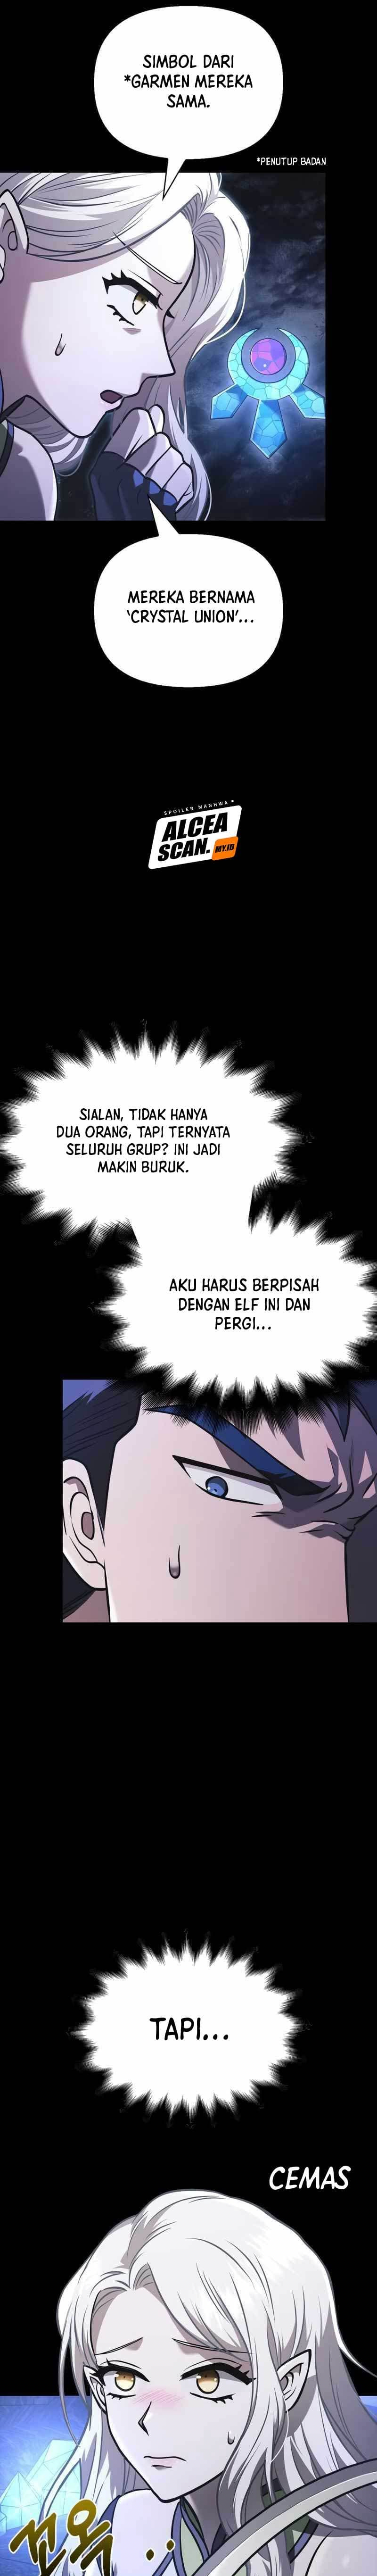 SIMBOL DARI
*GARMEN MEREKA
SAMA.
*PENUTUP BADAN
MEREKA BERNAMA
'CRYSTAL UNION'...
SPOILER MANHWA
ALCEA
SCAN.
MY.ID
SIALAN, TIDAK HANYA
DUA ORANG, TAPI TERNYATA
SELURUH GRUP? INI JADI
MAKIN BURUK.
AKU HARUS BERPISAH
DENGAN ELF INI DAN
PERGI...
TAPI...
CEMAS